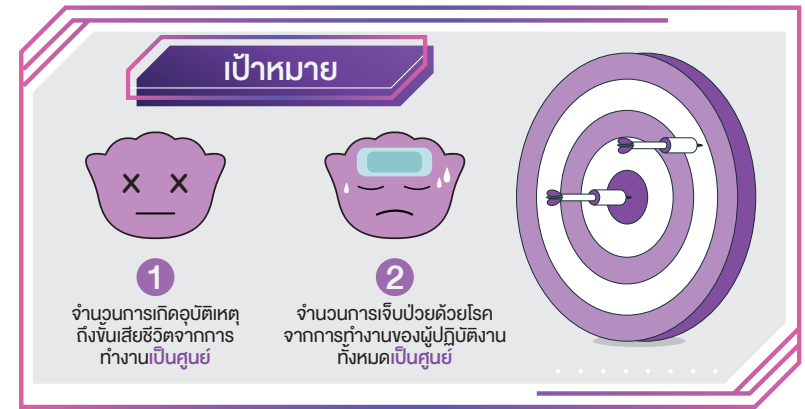 เป้าหมาย
1
จำนวนการเกิดอุบัติเหตุ
ถึงขั้นเสียชีวิตจากการ
ทำงานเป็นศูนย์
2
จำนวนการเจ็บป่วยด้วยโรค
จากการทำงานของผู้ปฏิบัติงาน
ทั้งหมดเป็นศูนย์